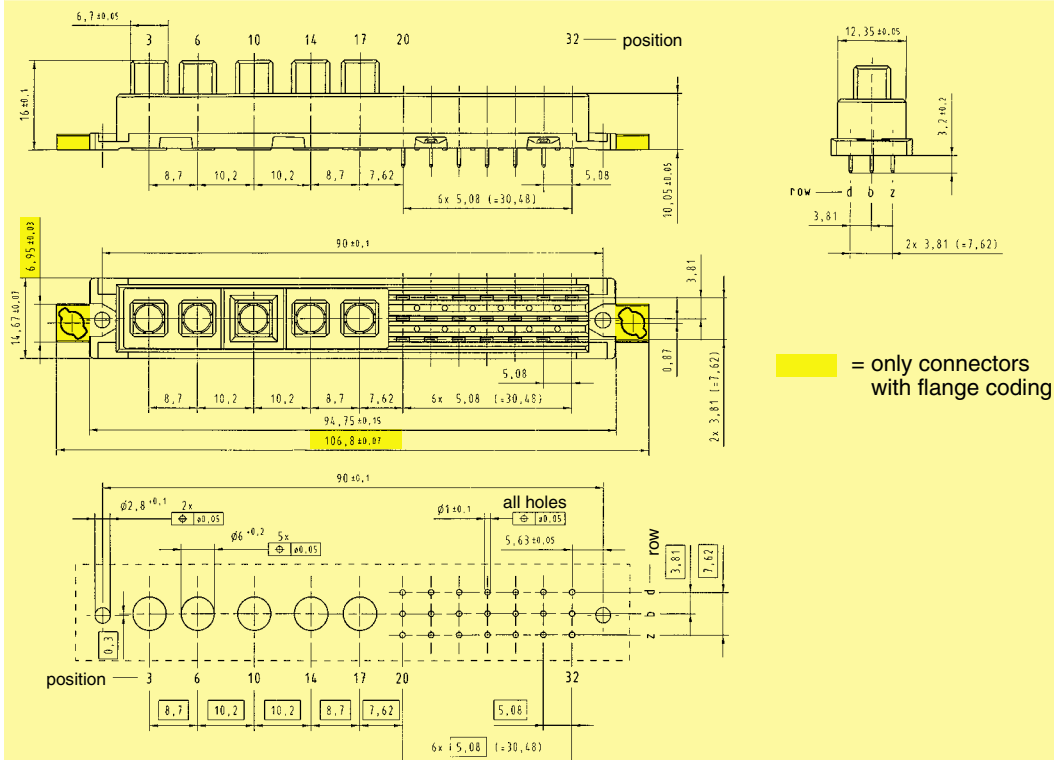 6,7±0.05
3 6 10 14 17 20 32 position
16±0.1
8,7 10,2 10,2 8,7 7,62 5,08
6x 5,08 (=30,48)
10,05±0.05
12,35±0.05
3,2±0.2
row d b z
3,81
2x 3,81 (=7,62)
90±0,1
6,95±0.03
14,67±0.07
3,81
0,87
2x 3,81 (=7,62)
5,08
8,7 10,2 10,2 8,7 7,62 6x 5,08 (=30,48)
94,75±0.15
106,8±0.07
= only connectors
with flange coding
90±0,1
Ø2,8 +0,1 2x
⌖ ø0,05
Ø6 +0,2 5x
⌖ ø0,05
all holes
Ø1±0.1 ⌖ ø0,05
5,63±0.05
row
3,81
7,62
d
b
z
0,3
position 3 6 10 14 17 20 32
8,7 10,2 10,2 8,7 7,62 5,08
6x 5,08 (=30,48)